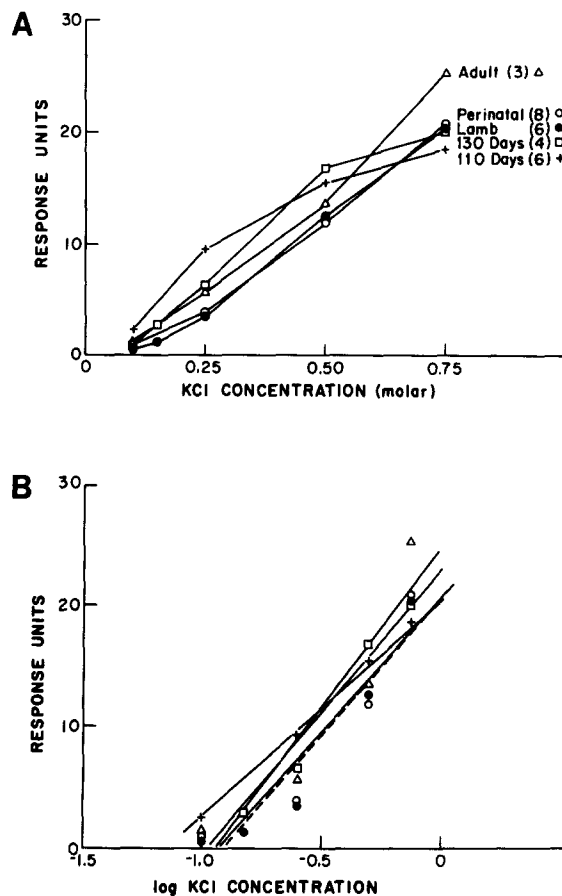 A
30
20
10
0
RESPONSE UNITS
Adult (3) △
Perinatal (8) ○
Lamb (6) ●
130 Days (4) □
110 Days (6) +
0 0.25 0.50 0.75
KCl CONCENTRATION (molar)
B
30
20
10
0
RESPONSE UNITS
-1.5 -1.0 -0.5 0
log KCl CONCENTRATION